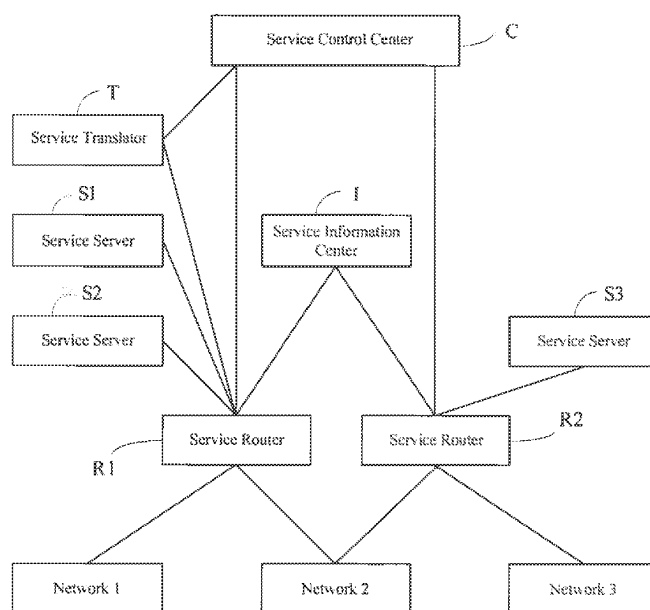 Service Control Center
C
T
Service Translator
S1
Service Server
I
Service Information
Center
S2
Service Server
S3
Service Server
Service Router
R1
Service Router
R2
Network 1
Network 2
Network 3